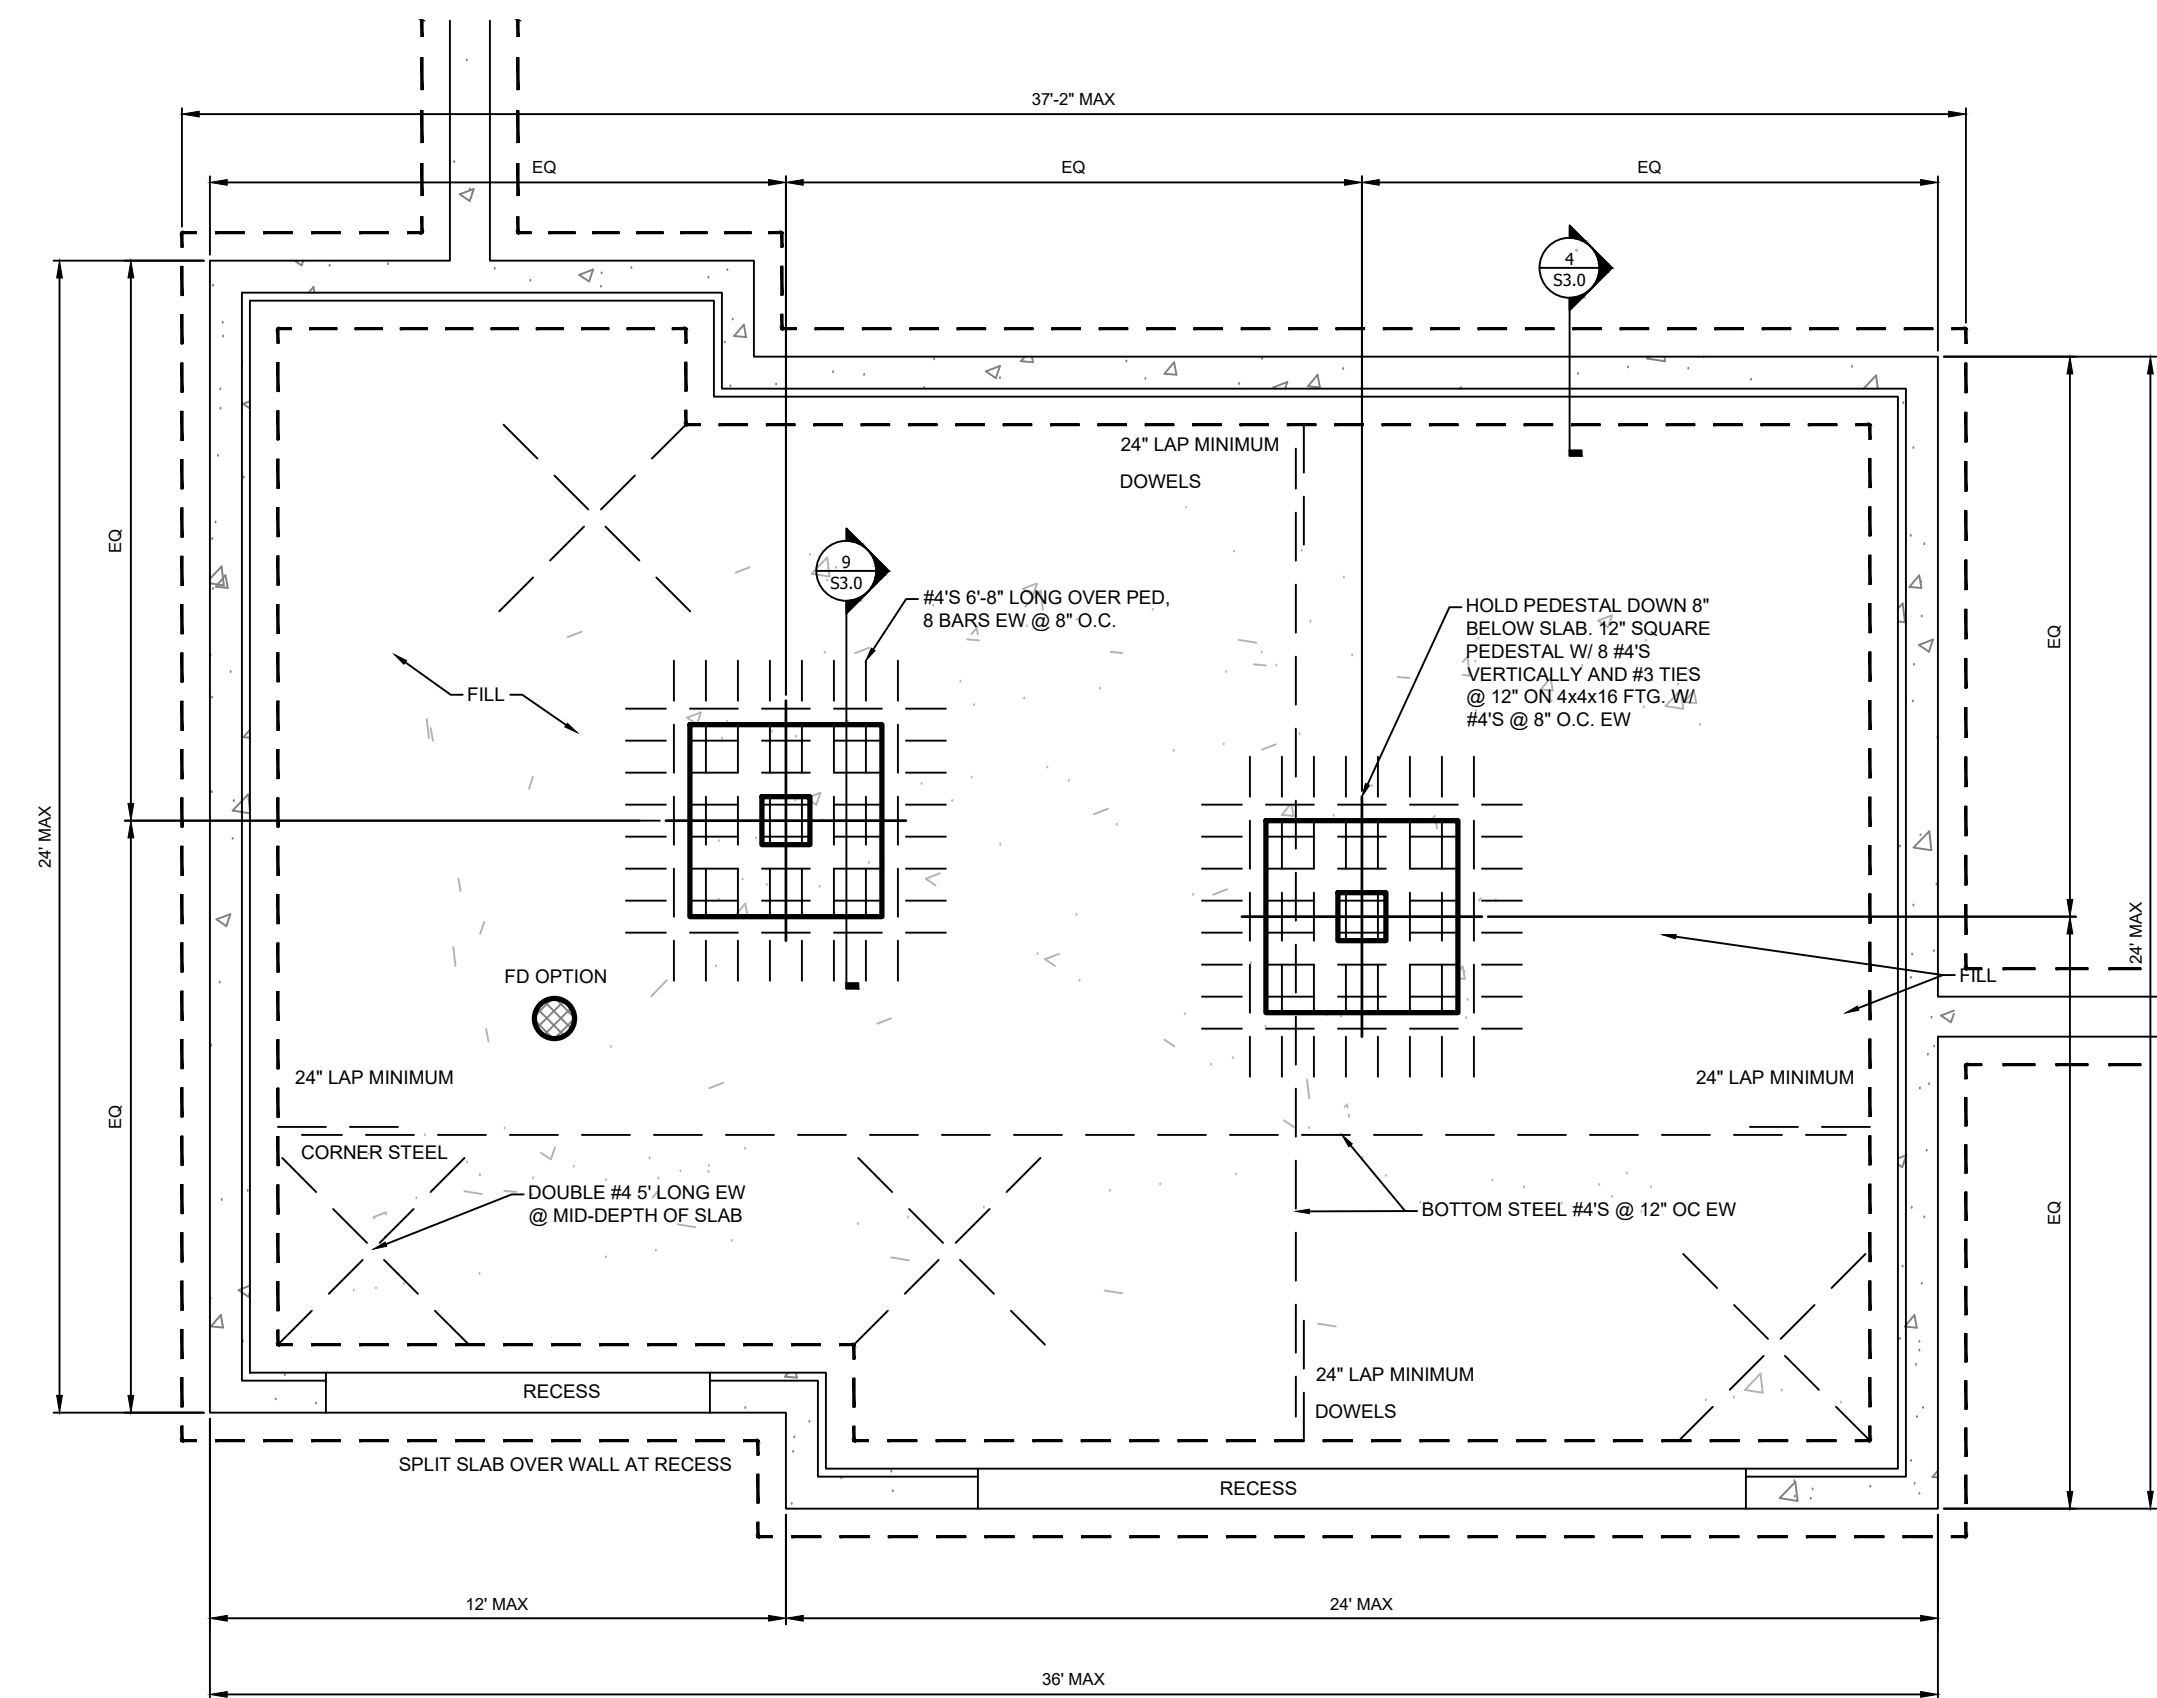 37'-2" MAX
EQ
EQ
EQ
4
S3.0
24" LAP MINIMUM
DOWELS
EQ
9
S3.0
#4'S 6'-8" LONG OVER PED,
8 BARS EW @ 8" O.C.
HOLD PEDESTAL DOWN 8"
BELOW SLAB. 12" SQUARE
PEDESTAL W/ 8 #4'S
VERTICALLY AND #3 TIES
@ 12" ON 4x4x16 FTG. W/
#4'S @ 8" O.C. EW
EQ
FILL
24' MAX
24' MAX
FD OPTION
FILL
24" LAP MINIMUM
24" LAP MINIMUM
EQ
CORNER STEEL
DOUBLE #4 5' LONG EW
@ MID-DEPTH OF SLAB
BOTTOM STEEL #4'S @ 12" OC EW
EQ
RECESS
24" LAP MINIMUM
DOWELS
SPLIT SLAB OVER WALL AT RECESS
RECESS
12' MAX
24' MAX
36' MAX